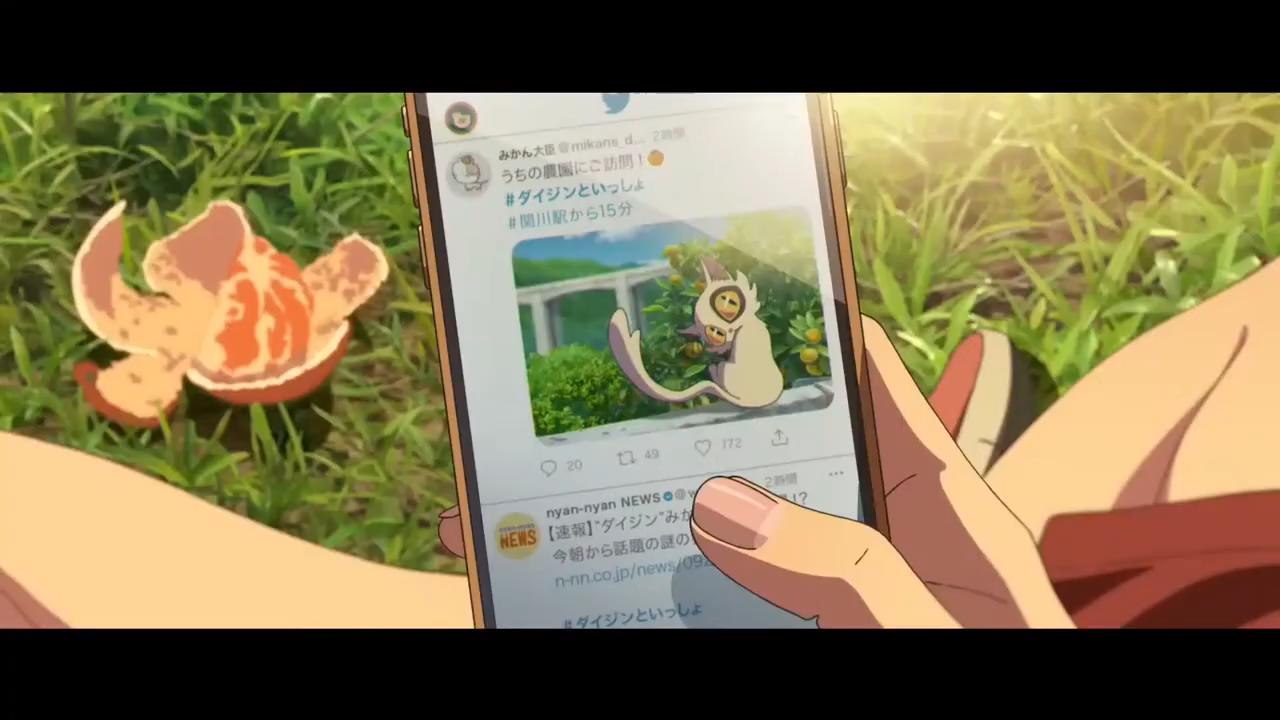 みかん大臣 @mikans_d... 2時間
うちの農園にご訪問！
#ダイジンといっしょ
#関川駅から15分
20 49 172
nyan-nyan NEWS @w 2時間
【速報】"ダイジン"みか !?
今朝から話題の謎の
n-nn.co.jp/news/092
#ダイジンといっしょ
NEWS